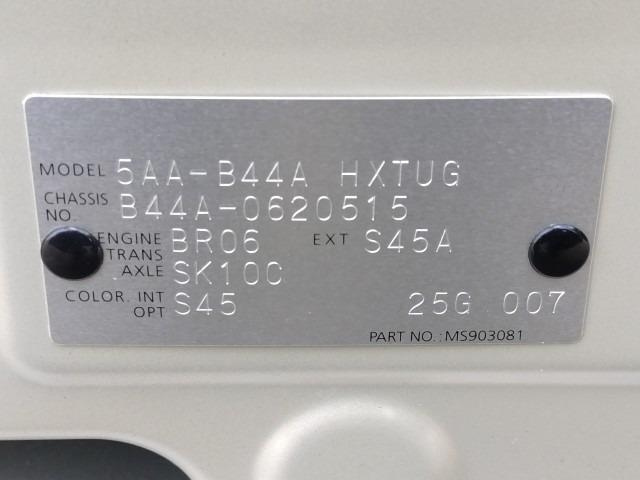 MODEL 5AA-B44A HXTUG
CHASSIS NO. B44A-0620515
ENGINE BR06 EXT S45A
TRANS AXLE SK10C
COLOR. INT OPT S45 25G 007
PART NO.:MS903081